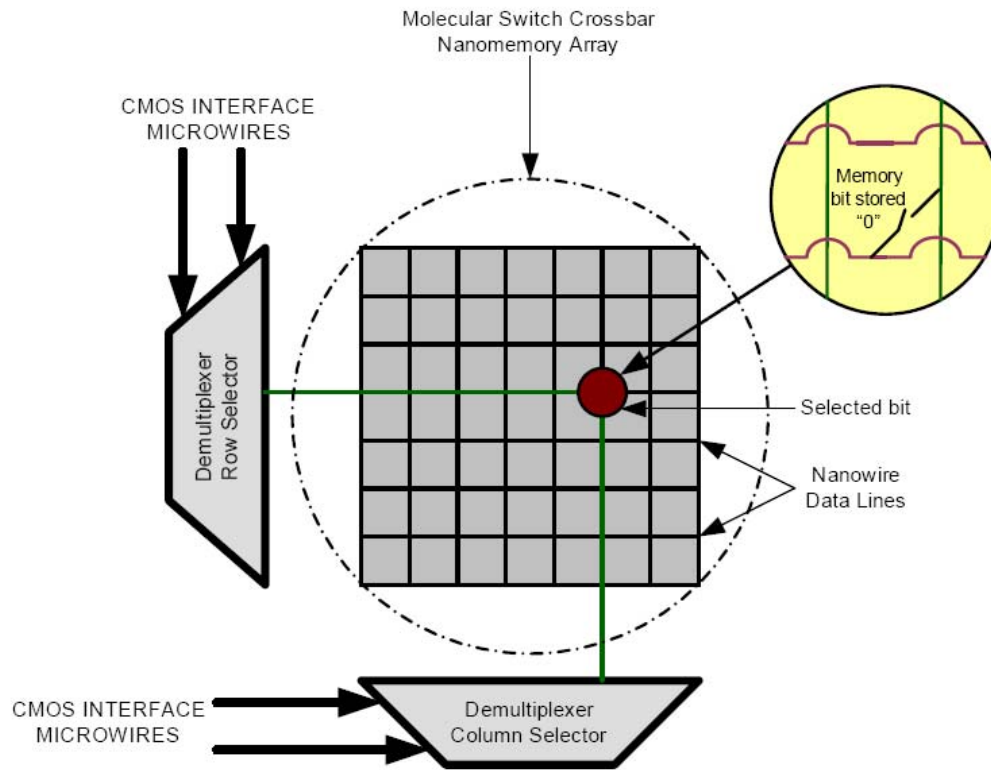 Molecular Switch Crossbar
Nanomemory Array
CMOS INTERFACE
MICROWIRES
Memory
bit stored
“0”
Demultiplexer
Row Selector
Selected bit
Nanowire
Data Lines
CMOS INTERFACE
MICROWIRES
Demultiplexer
Column Selector